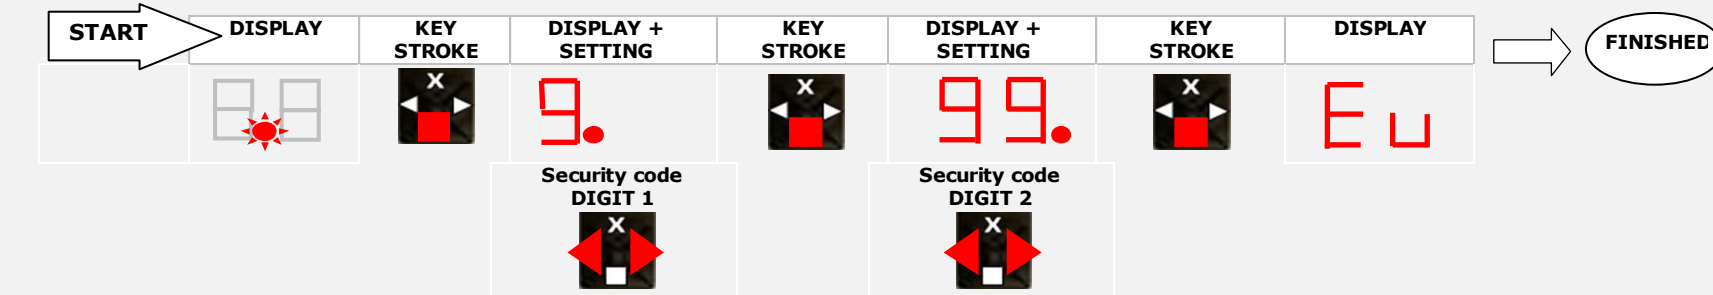 START
DISPLAY
KEY
STROKE
DISPLAY +
SETTING
KEY
STROKE
DISPLAY +
SETTING
KEY
STROKE
DISPLAY
FINISHED
X
9.
X
99.
X
Eu
Security code
DIGIT 1
X
Security code
DIGIT 2
X